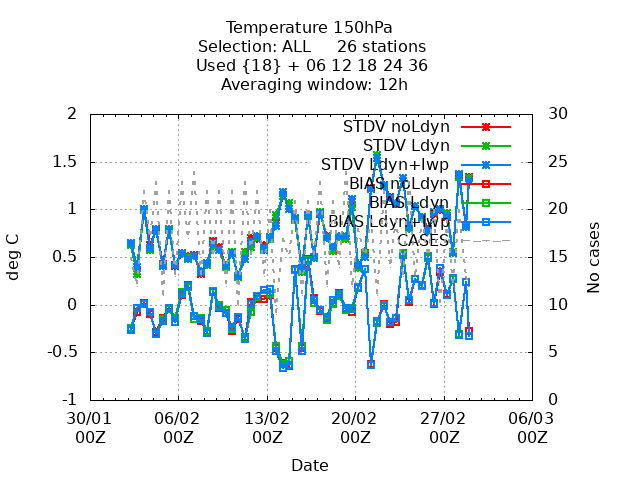 Temperature 150hPa
Selection: ALL     26 stations
Used {18} + 06 12 18 24 36
Averaging window: 12h
2
1.5
1
0.5
0
-0.5
-1
deg C
30
25
20
15
10
5
0
No cases
STDV noLdyn
STDV Ldyn
STDV Ldyn+lwp
BIAS noLdyn
BIAS Ldyn
BIAS Ldyn+lwp
CASES
30/01 06/02 13/02 20/02 27/02 06/03
00Z 00Z 00Z 00Z 00Z 00Z
Date